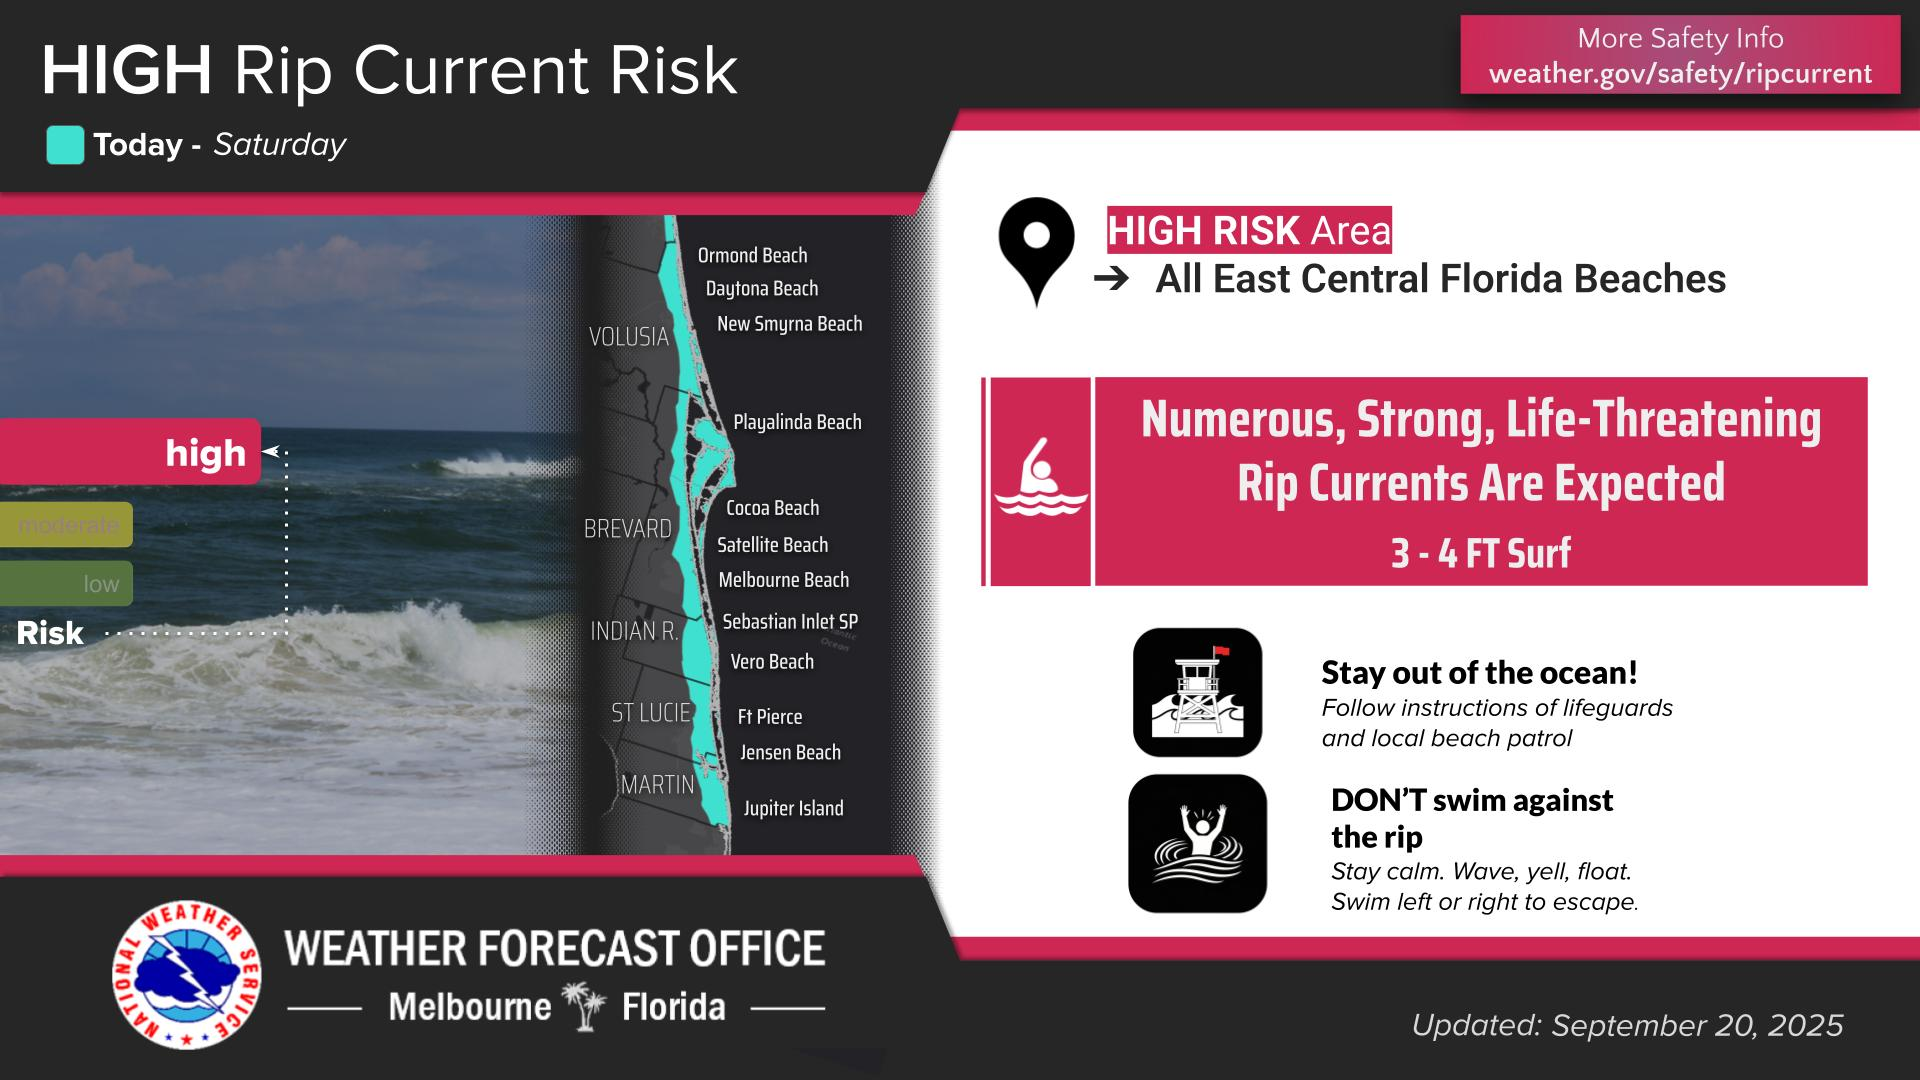 HIGH Rip Current Risk
Today - Saturday
More Safety Info
weather.gov/safety/ripcurrent
high
moderate
low
Risk
Ormond Beach
Daytona Beach
New Smyrna Beach
VOLUSIA
Playalinda Beach
Cocoa Beach
BREVARD
Satellite Beach
Melbourne Beach
Sebastian Inlet SP
INDIAN R.
Ocean
Vero Beach
ST LUCIE
Ft Pierce
Jensen Beach
MARTIN
Jupiter Island
HIGH RISK Area
➔ All East Central Florida Beaches
Numerous, Strong, Life-Threatening
Rip Currents Are Expected
3 - 4 FT Surf
Stay out of the ocean!
Follow instructions of lifeguards
and local beach patrol
DON'T swim against
the rip
Stay calm. Wave, yell, float.
Swim left or right to escape.
NATIONAL WEATHER SERVICE
WEATHER FORECAST OFFICE
Melbourne Florida
Updated: September 20, 2025